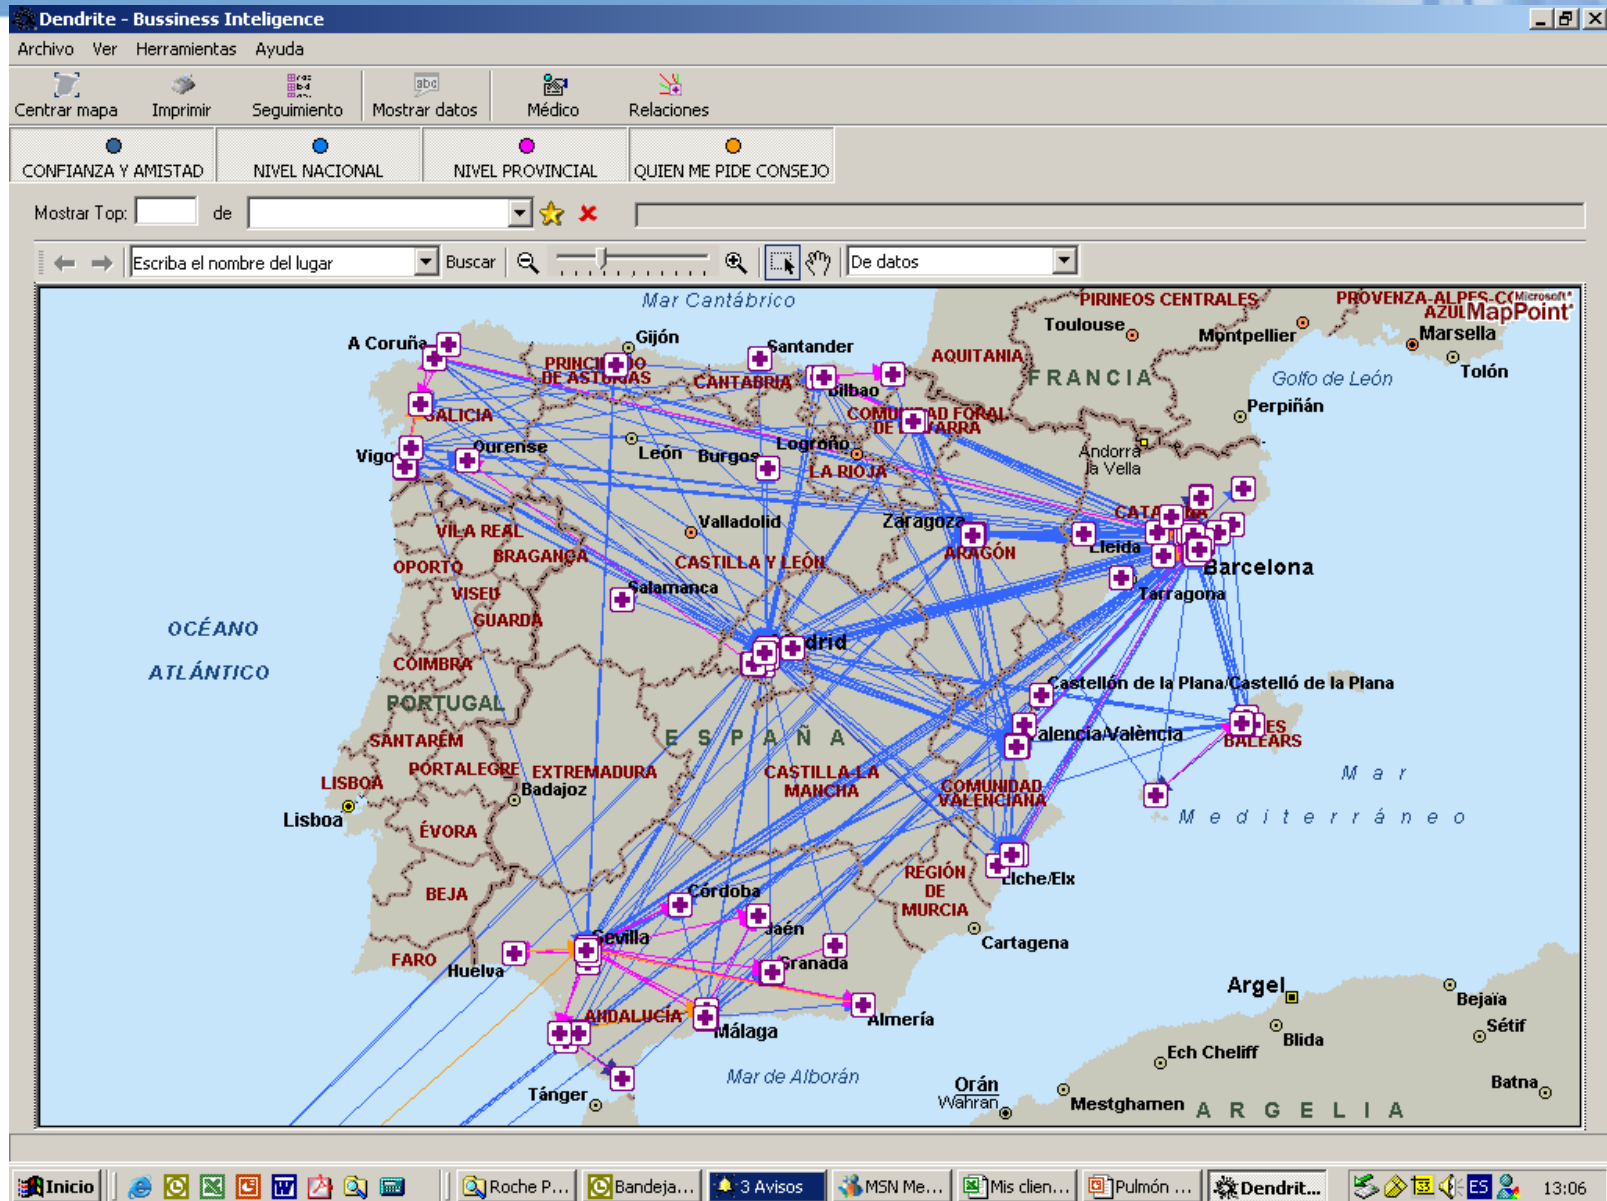 Dendrite - Bussiness Inteligence
Archivo Ver Herramientas Ayuda
Centrar mapa Imprimir Seguimiento Mostrar datos Médico Relaciones
CONFIANZA Y AMISTAD NIVEL NACIONAL NIVEL PROVINCIAL QUIEN ME PIDE CONSEJO
Mostrar Top: de
Escriba el nombre del lugar Buscar De datos
Mar Cantábrico
PIRINEOS CENTRALES
Microsoft
MapPoint
Toulouse
Montpellier
Marsella
Tolón
A Coruña
Gijón
Santander
AQUITANIA
FRANCIA
Golfo de León
CANTABRIA
Bilbao
Perpiñán
GALICIA
Vigo
Ourense
León
Burgos
Logroño
LA RIOJA
Andorra
la Vella
VILA REAL
Valladolid
Zaragoza
ARAGÓN
Lleida
BRAGANÇA
OPORTO
CASTILLA Y LEÓN
Barcelona
VISEU
Salamanca
Tarragona
GUARDA
OCÉANO
ATLÁNTICO
COIMBRA
PORTUGAL
Castellón de la Plana/Castelló de la Plana
SANTARÉM
ESPAÑA
BALEARS
LISBOA
PORTALEGRE
EXTREMADURA
Badajoz
CASTILLA-LA
MANCHA
COMUNIDAD
VALENCIANA
Mar
Mediterráneo
Lisboa
ÉVORA
BEJA
Córdoba
REGIÓN
DE
MURCIA
Elche/Elx
Sevilla
Jaén
Cartagena
FARO
Huelva
Granada
ANDALUCÍA
Málaga
Almería
Argel
Bejaïa
Blida
Sétif
Ech Cheliff
Mar de Alborán
Tánger
Orán
Wahran
Mestghamen
ARGELIA
Batna
Inicio Roche P... Bandeja... 3 Avisos MSN Me... Mis clien... Pulmón ... Dendrit... ES 13:06